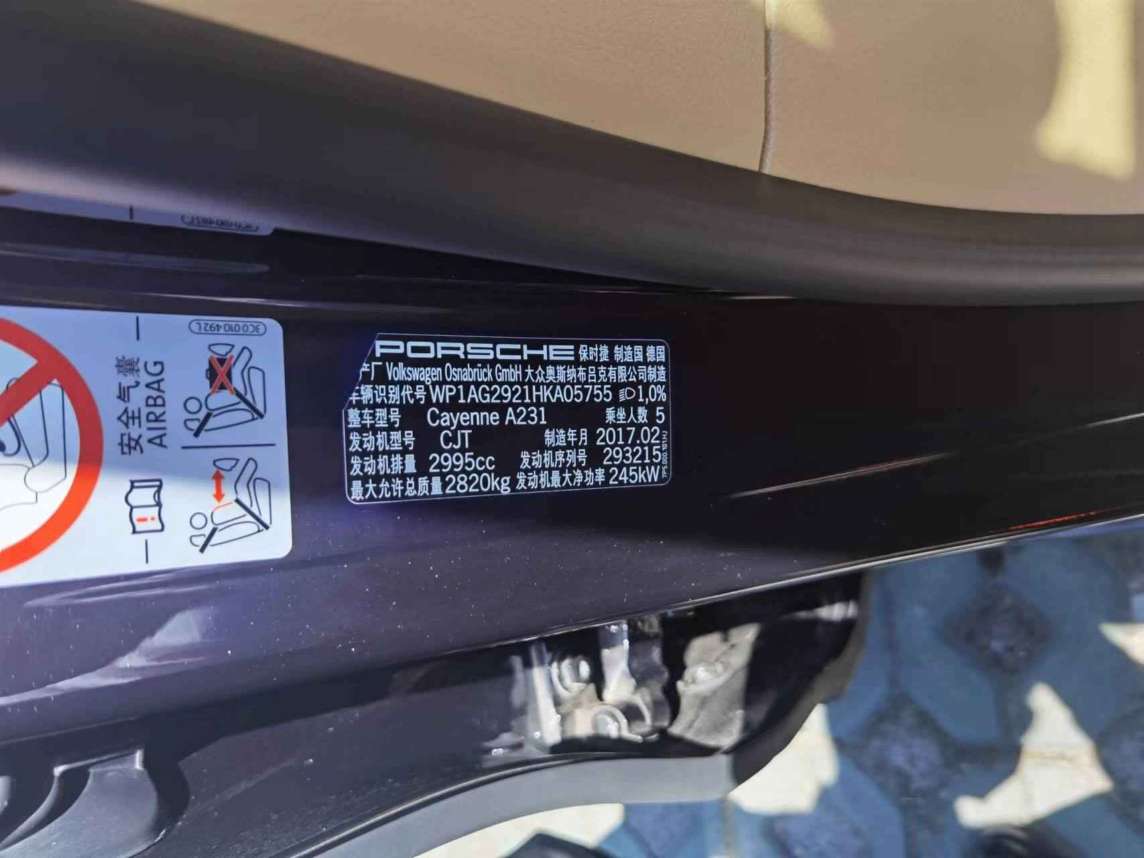 3C0 010 492 L
安全气囊
AIRBAG
PORSCHE 保时捷 制造国 德国
产厂 Volkswagen Osnabrück GmbH 大众奥斯纳布吕克有限公司制造
车辆识别代号 WP1AG2921HKA05755 1,0%
整车型号 Cayenne A231 乘坐人数 5
发动机型号 CJT 制造年月 2017.02
发动机排量 2995cc 发动机序列号 293215
最大允许总质量 2820kg 发动机最大净功率 245kW